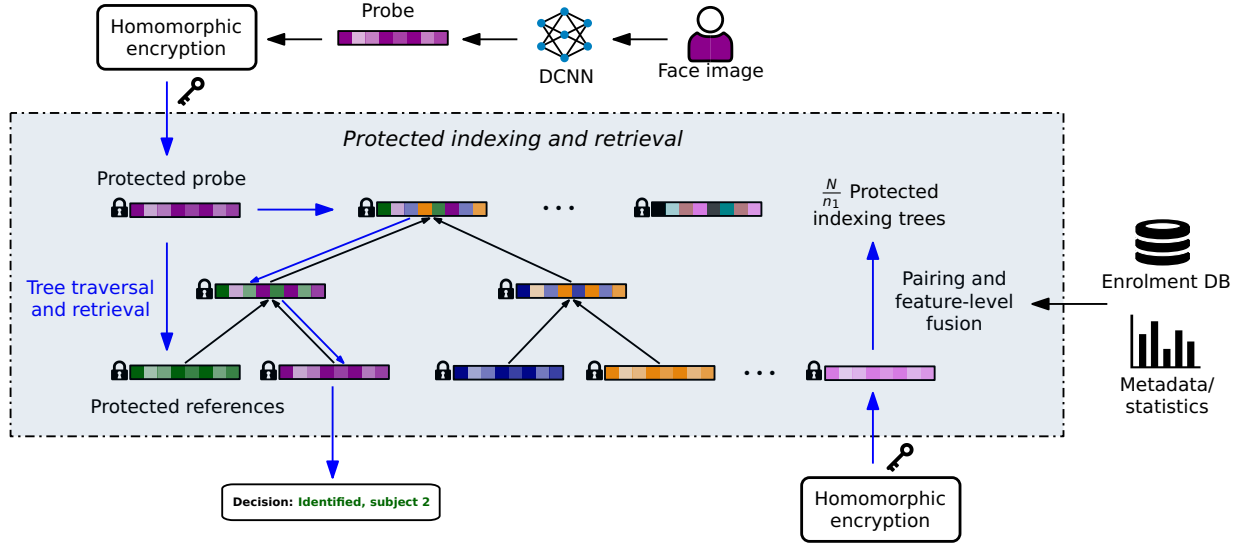 Homomorphic
encryption
Probe
DCNN
Face image
Protected indexing and retrieval
Protected probe
...
N/n₁ Protected
indexing trees
Tree traversal
and retrieval
Pairing and
feature-level
fusion
Enrolment DB
...
Protected references
Metadata/
statistics
Decision: Identified, subject 2
Homomorphic
encryption